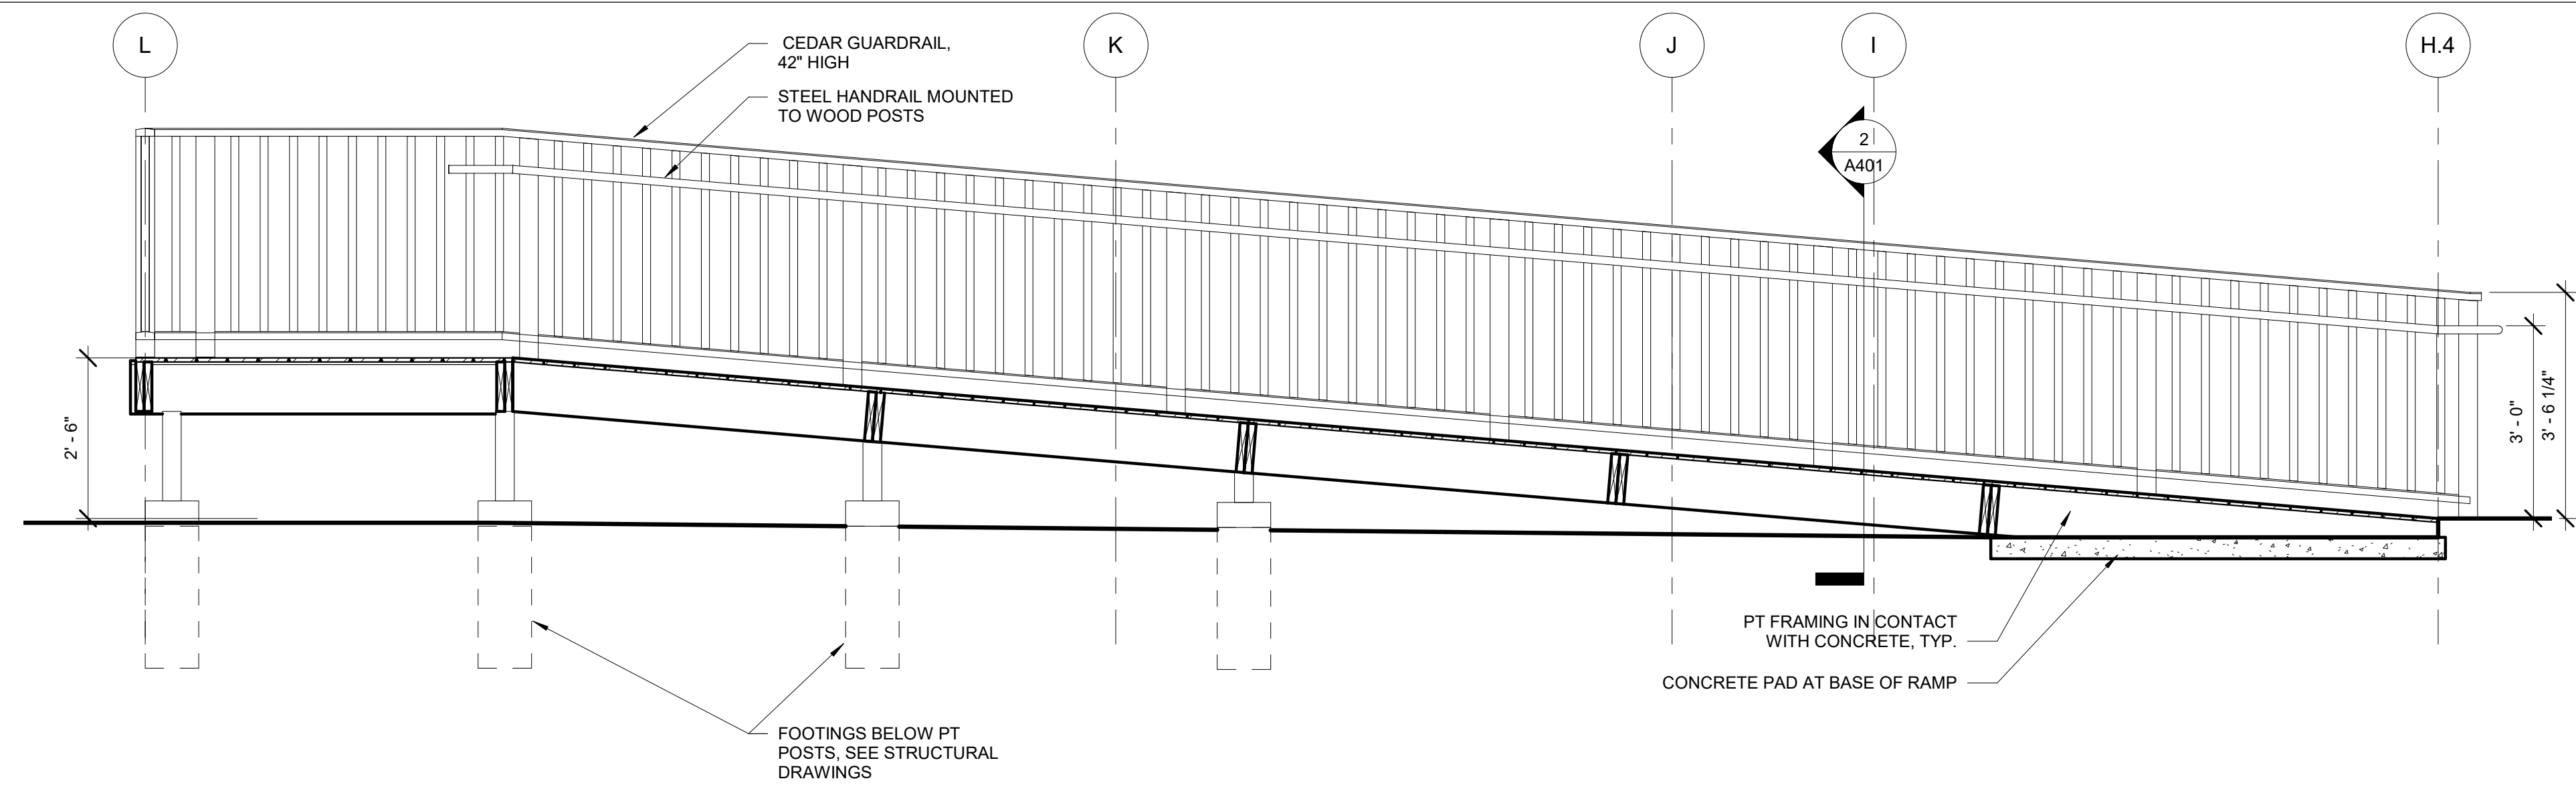 L
K
J
I
H.4
CEDAR GUARDRAIL,
42" HIGH
STEEL HANDRAIL MOUNTED
TO WOOD POSTS
2
A401
2' - 6"
3' - 0"
3' - 6 1/4"
PT FRAMING IN CONTACT
WITH CONCRETE, TYP.
CONCRETE PAD AT BASE OF RAMP
FOOTINGS BELOW PT
POSTS, SEE STRUCTURAL
DRAWINGS